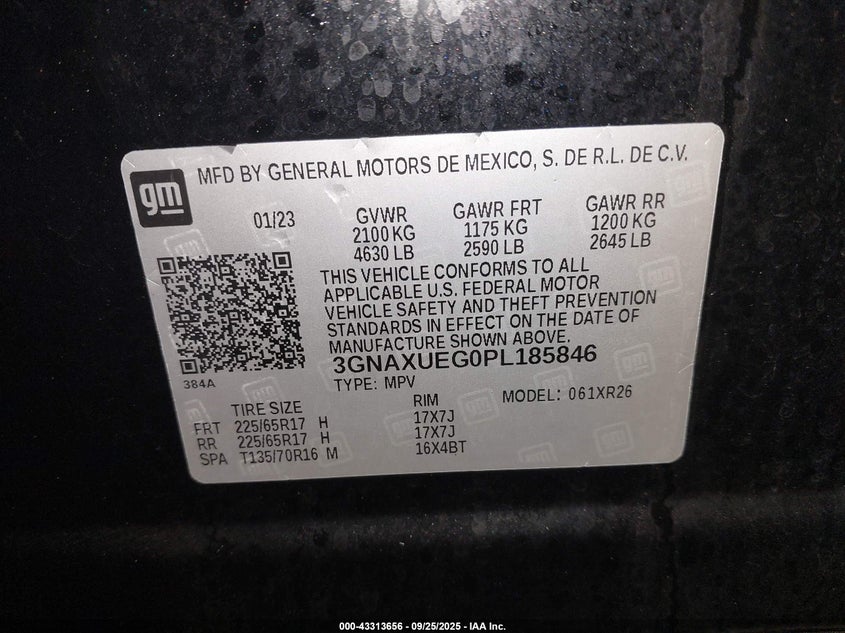 gm
MFD BY GENERAL MOTORS DE MEXICO, S. DE R.L. DE C.V.
01/23 GVWR GAWR FRT GAWR RR
2100 KG 1175 KG 1200 KG
4630 LB 2590 LB 2645 LB
THIS VEHICLE CONFORMS TO ALL
APPLICABLE U.S. FEDERAL MOTOR
VEHICLE SAFETY AND THEFT PREVENTION
STANDARDS IN EFFECT ON THE DATE OF
MANUFACTURE SHOWN ABOVE.
3GNAXUEG0PL185846
384A
TYPE: MPV
TIRE SIZE RIM MODEL: 061XR26
FRT 225/65R17 H 17X7J
RR 225/65R17 H 17X7J
SPA T135/70R16 M 16X4BT
000-43313656 - 09/25/2025 - IAA Inc.